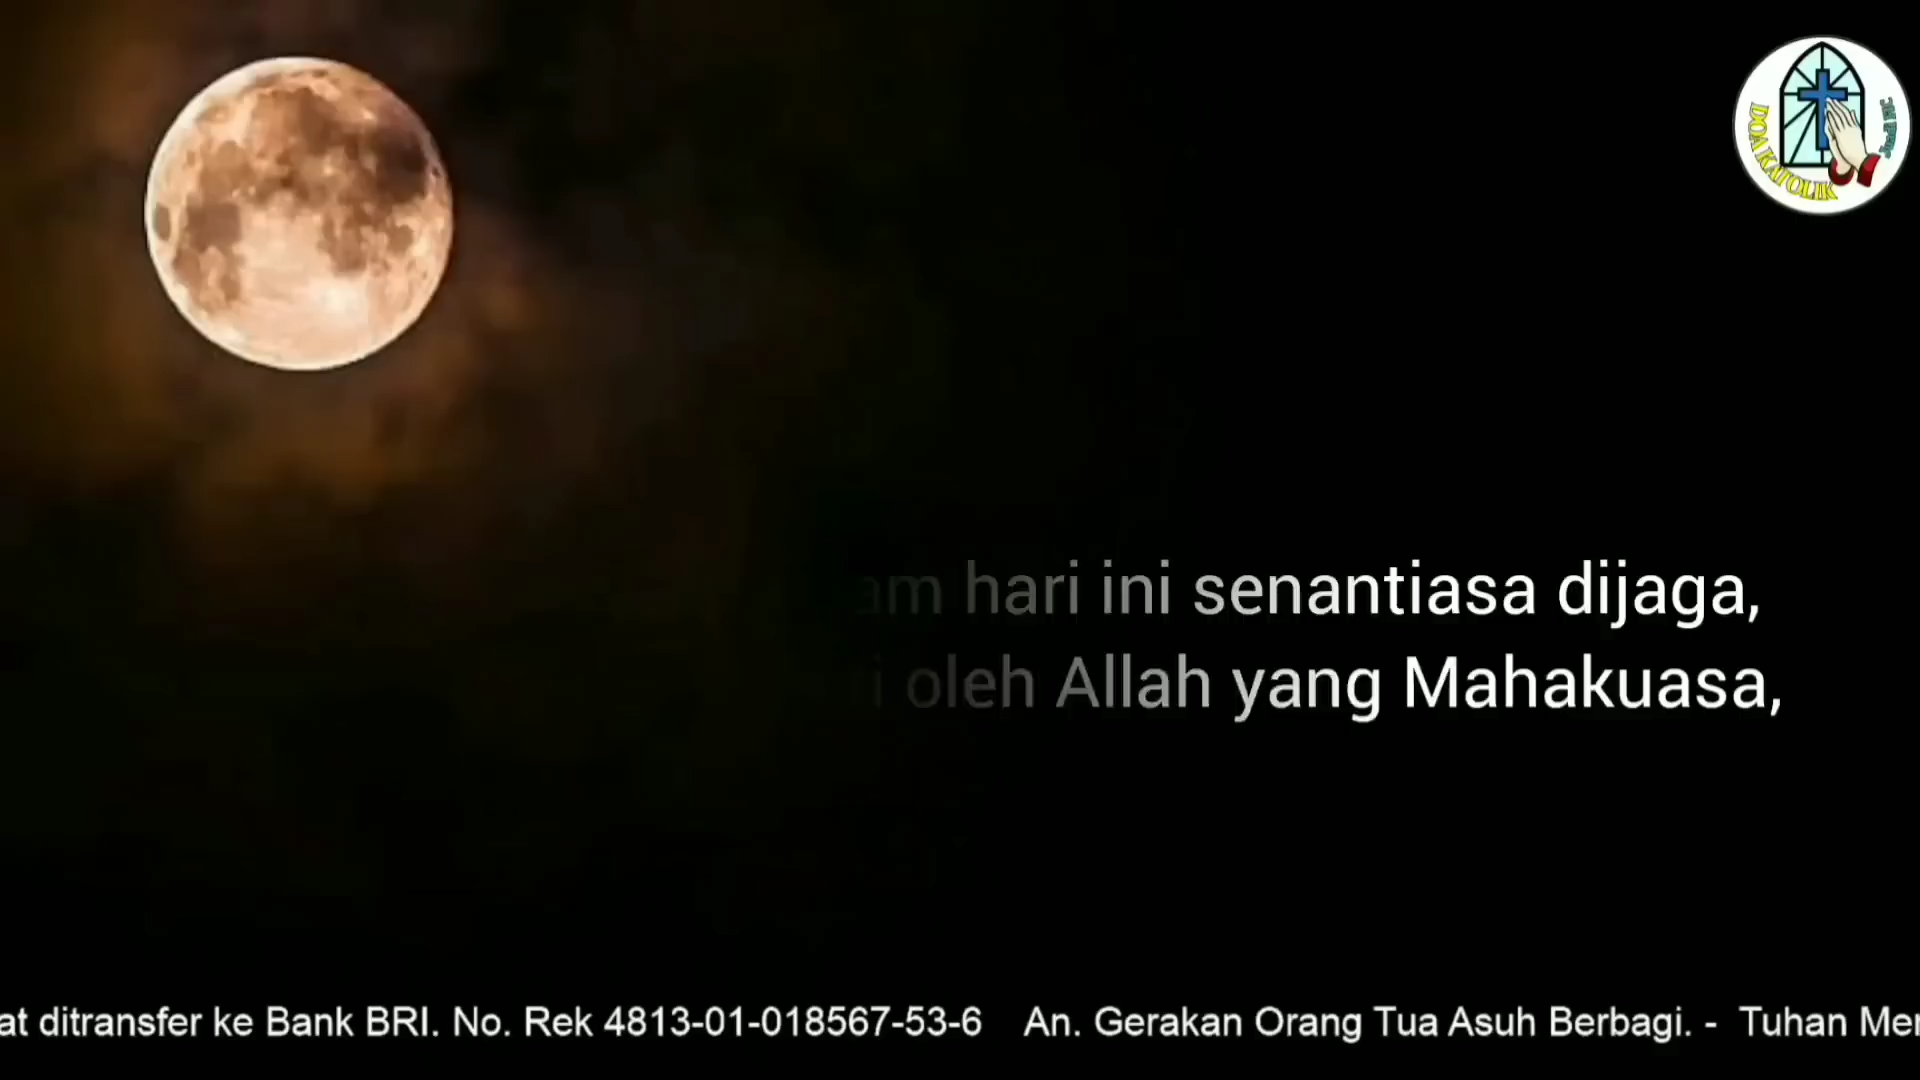 DOA KATOLIK
hari ini senantiasa dijaga,
oleh Allah yang Mahakuasa,
at ditransfer ke Bank BRI. No. Rek 4813-01-018567-53-6 An. Gerakan Orang Tua Asuh Berbagi. - Tuhan Mer